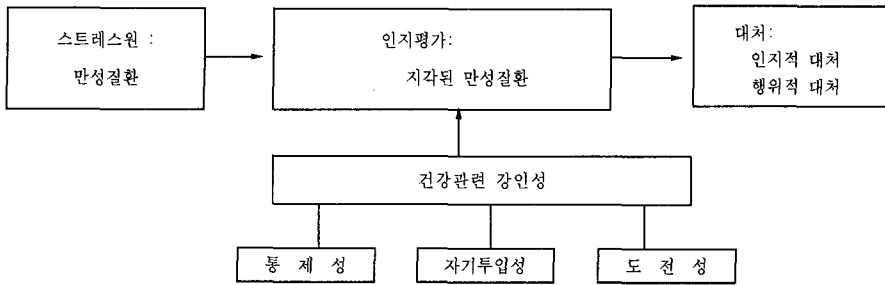 스트레스원 :
만성질환
인지평가:
지각된 만성질환
대처:
인지적 대처
행위적 대처
건강관련 강인성
통 제 성
자기투입성
도 전 성